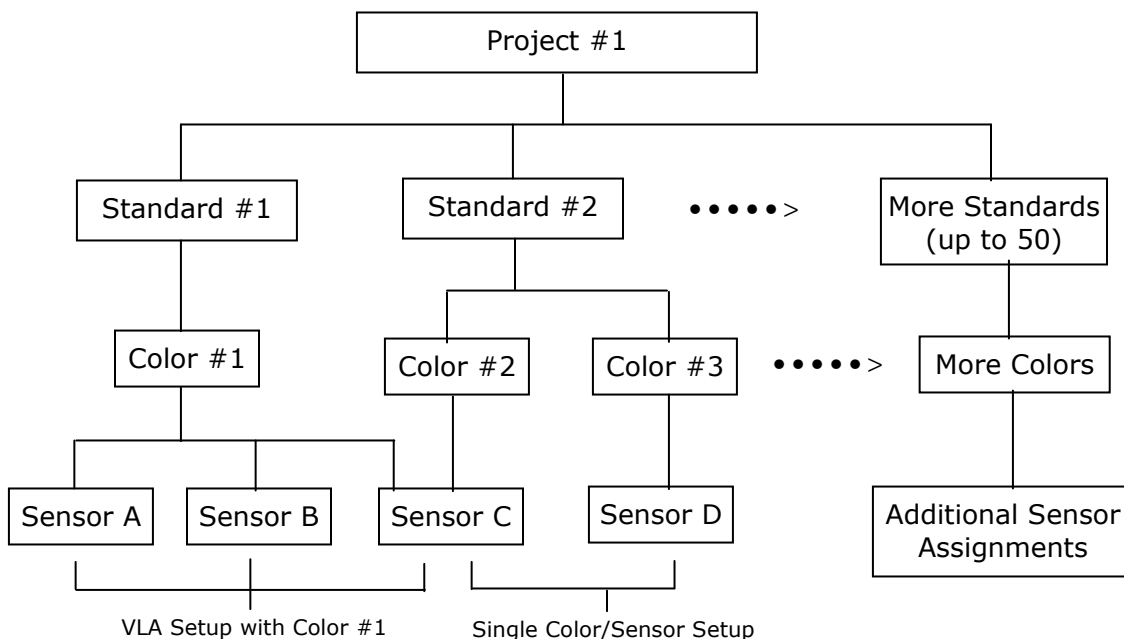 Project #1
Standard #1
Standard #2
•••••>
More Standards
(up to 50)
Color #1
Color #2
Color #3
•••••>
More Colors
Sensor A
Sensor B
Sensor C
Sensor D
Additional Sensor
Assignments
VLA Setup with Color #1
Single Color/Sensor Setup